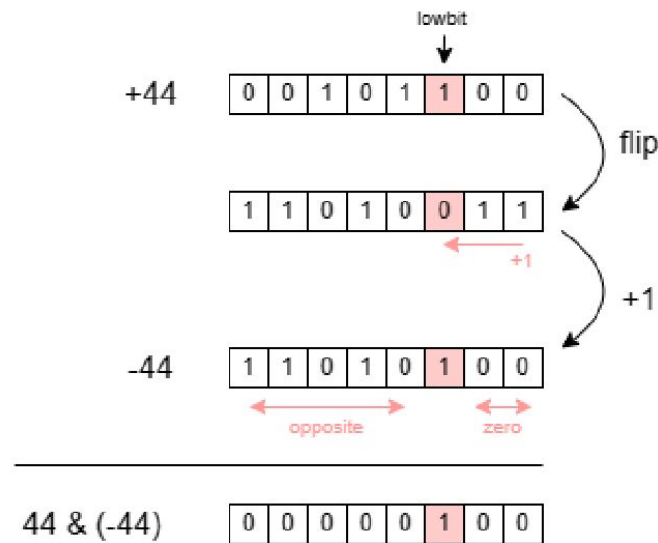 lowbit
+44 0 0 1 0 1 1 0 0
flip
1 1 0 1 0 0 1 1
+1
+1
-44 1 1 0 1 0 1 0 0
opposite zero
44 & (-44) 0 0 0 0 0 1 0 0